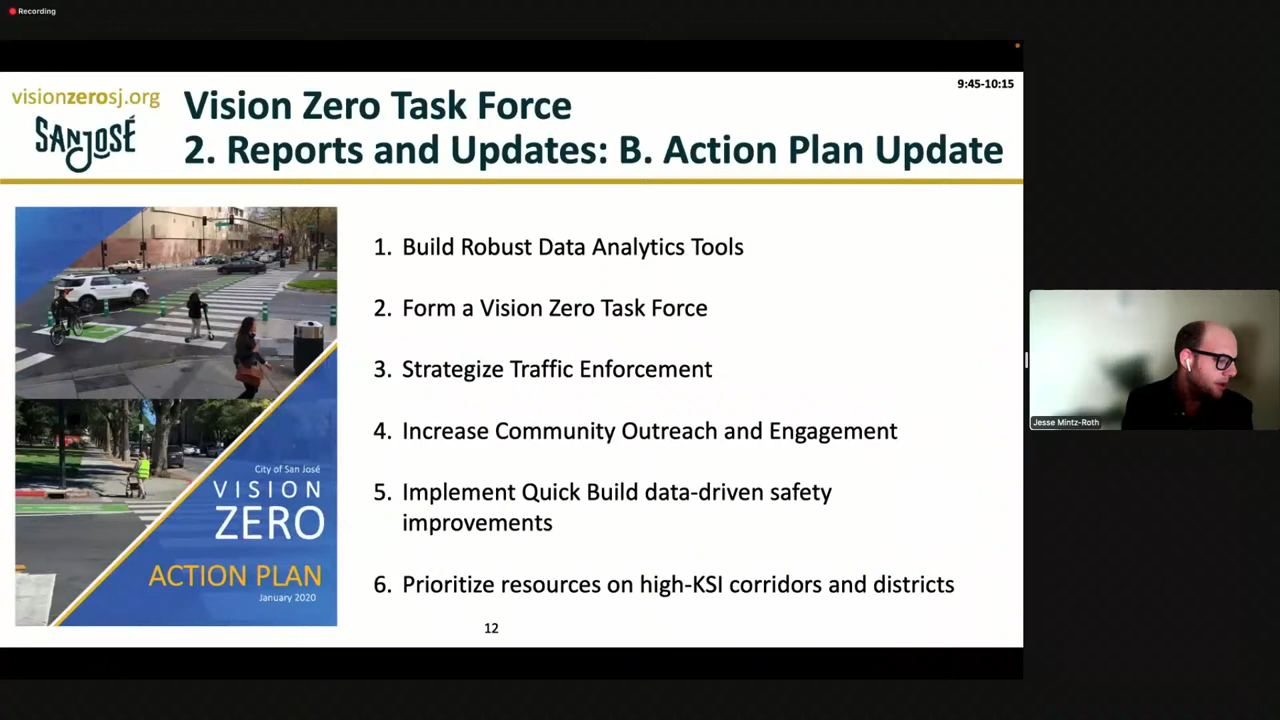 Recording
9:45-10:15
visionzerosj.org
SAN JOSÉ
Vision Zero Task Force
2. Reports and Updates: B. Action Plan Update
1. Build Robust Data Analytics Tools
2. Form a Vision Zero Task Force
3. Strategize Traffic Enforcement
4. Increase Community Outreach and Engagement
5. Implement Quick Build data-driven safety
improvements
6. Prioritize resources on high-KSI corridors and districts
City of San José
VISION
ZERO
ACTION PLAN
January 2020
12
Jesse Mintz-Roth